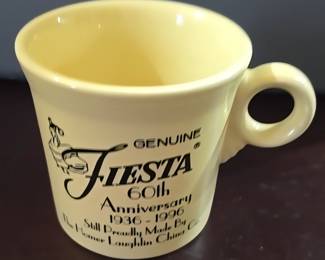 GENUINE
FIESTA®
60th
Anniversary
1936 - 1996
Still Proudly Made By
The Homer Laughlin China Co.